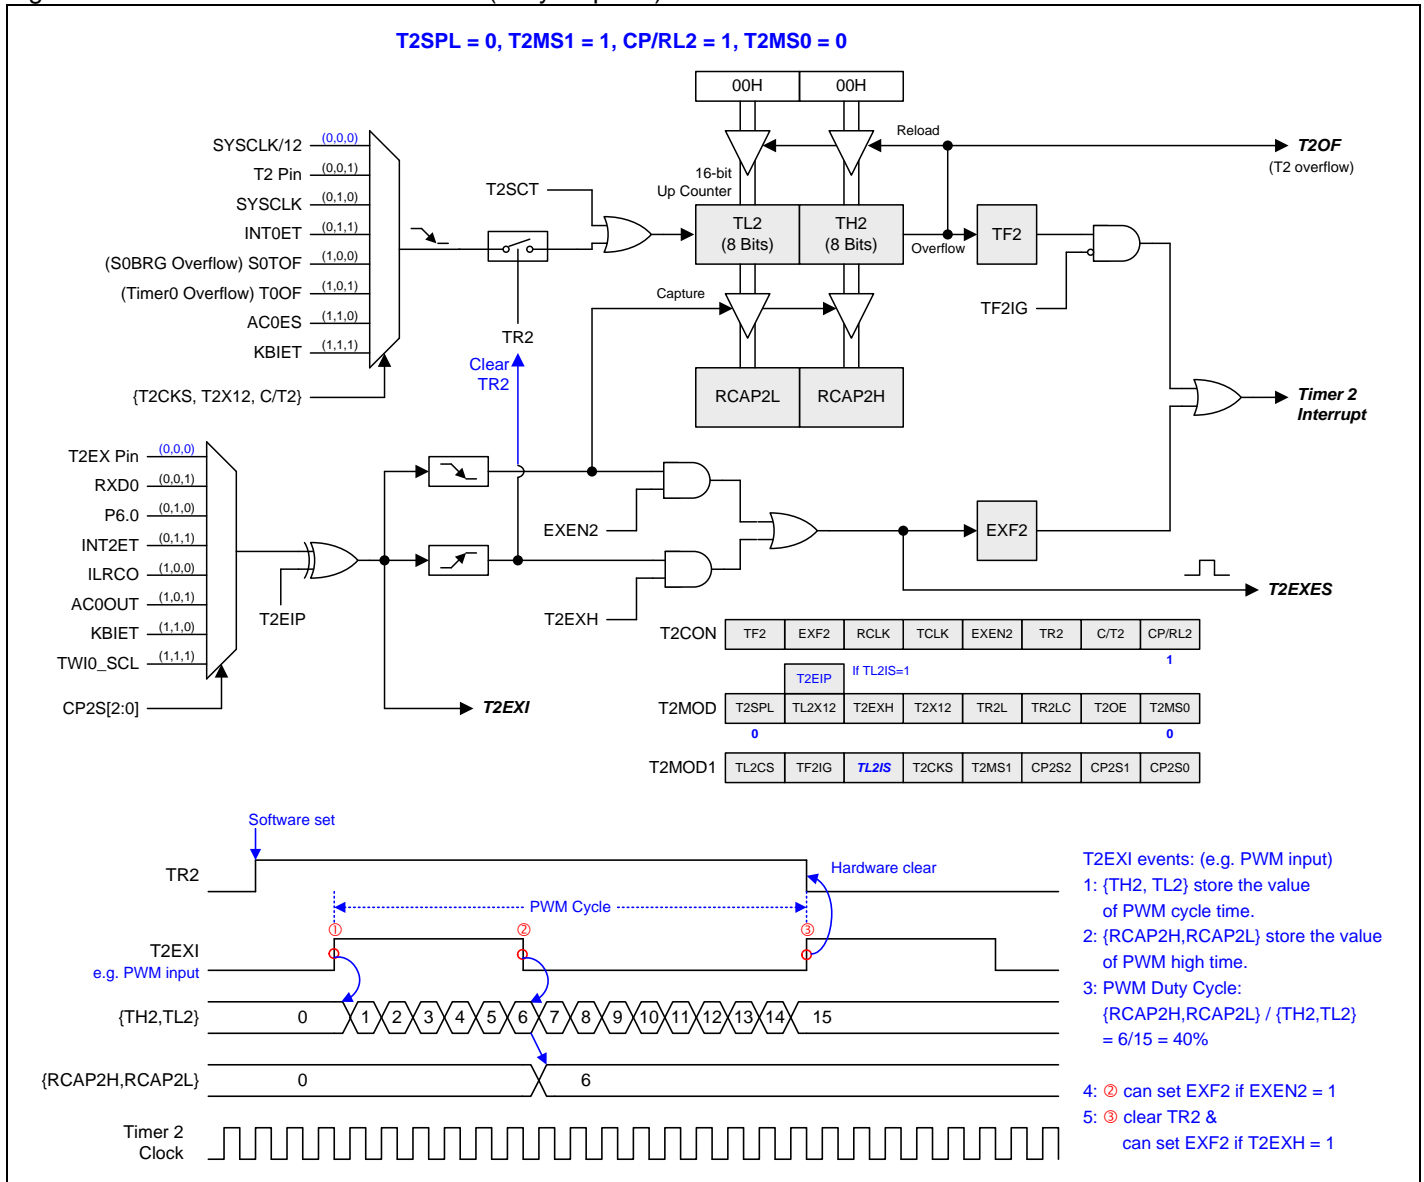 T2SPL = 0, T2MS1 = 1, CP/RL2 = 1, T2MS0 = 0
00H 00H
Reload
T2OF
(T2 overflow)
SYSCLK/12 (0,0,0)
T2 Pin (0,0,1)
SYSCLK (0,1,0)
INT0ET (0,1,1)
(S0BRG Overflow) S0TOF (1,0,0)
(Timer0 Overflow) T0OF (1,0,1)
AC0ES (1,1,0)
KBIET (1,1,1)
{T2CKS, T2X12, C/T2}
T2SCT
16-bit
Up Counter
TL2
(8 Bits)
TH2
(8 Bits)
Overflow
TF2
TF2IG
TR2
Clear
TR2
Capture
RCAP2L RCAP2H
Timer 2
Interrupt
T2EX Pin (0,0,0)
RXD0 (0,0,1)
P6.0 (0,1,0)
INT2ET (0,1,1)
ILRCO (1,0,0)
AC0OUT (1,0,1)
KBIET (1,1,0)
TWI0_SCL (1,1,1)
CP2S[2:0]
T2EIP
EXEN2
T2EXH
EXF2
T2EXES
T2EXI
T2CON TF2 EXF2 RCLK TCLK EXEN2 TR2 C/T2 CP/RL2
1
T2EIP If TL2IS=1
T2MOD T2SPL TL2X12 T2EXH T2X12 TR2L TR2LC T2OE T2MS0
0 0
T2MOD1 TL2CS TF2IG TL2IS T2CKS T2MS1 CP2S2 CP2S1 CP2S0
Software set
TR2
Hardware clear
PWM Cycle
① ② ③
T2EXI
e.g. PWM input
{TH2,TL2} 0 1 2 3 4 5 6 7 8 9 10 11 12 13 14 15
{RCAP2H,RCAP2L} 0 6
Timer 2
Clock
T2EXI events: (e.g. PWM input)
1: {TH2, TL2} store the value
of PWM cycle time.
2: {RCAP2H,RCAP2L} store the value
of PWM high time.
3: PWM Duty Cycle:
{RCAP2H,RCAP2L} / {TH2,TL2}
= 6/15 = 40%
4: ② can set EXF2 if EXEN2 = 1
5: ③ clear TR2 &
can set EXF2 if T2EXH = 1